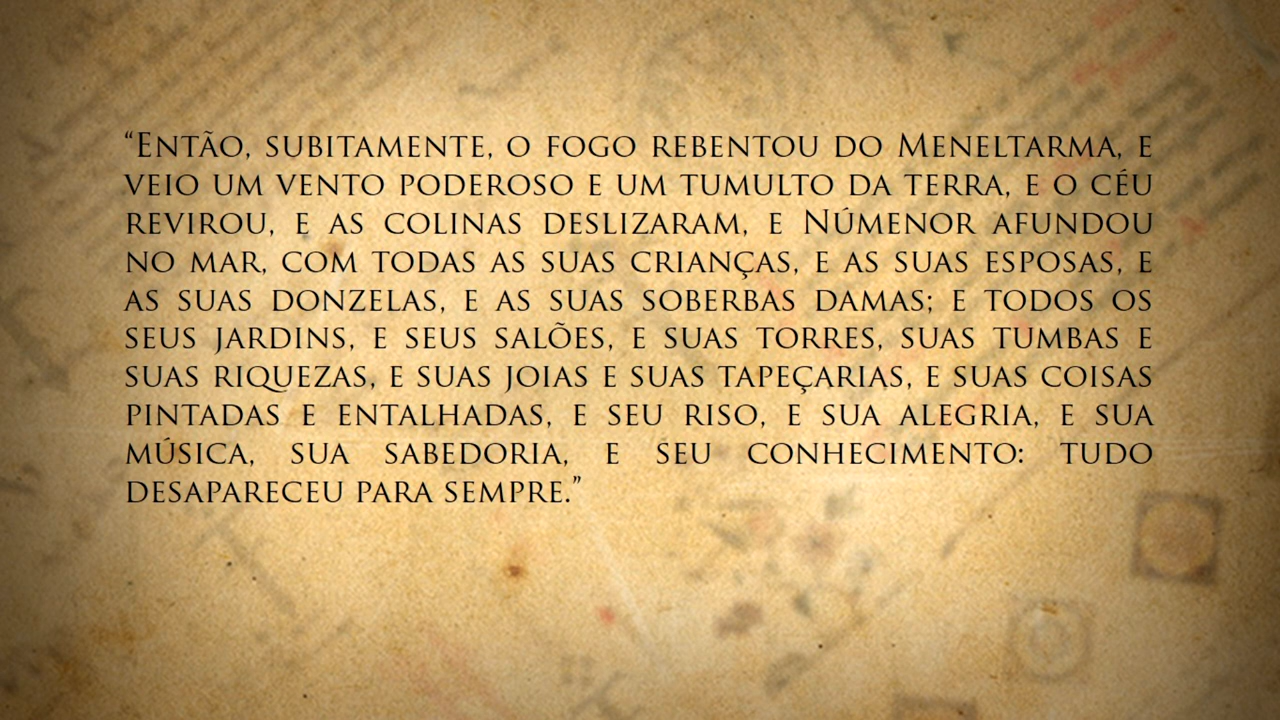 “Então, subitamente, o fogo rebentou do Meneltarma, e
veio um vento poderoso e um tumulto da terra, e o céu
revirou, e as colinas deslizaram, e Númenor afundou
no mar, com todas as suas crianças, e as suas esposas, e
as suas donzelas, e as suas soberbas damas; e todos os
seus jardins, e seus salões, e suas torres, suas tumbas e
suas riquezas, e suas joias e suas tapeçarias, e suas coisas
pintadas e entalhadas, e seu riso, e sua alegria, e sua
música, sua sabedoria, e seu conhecimento: tudo
desapareceu para sempre.”